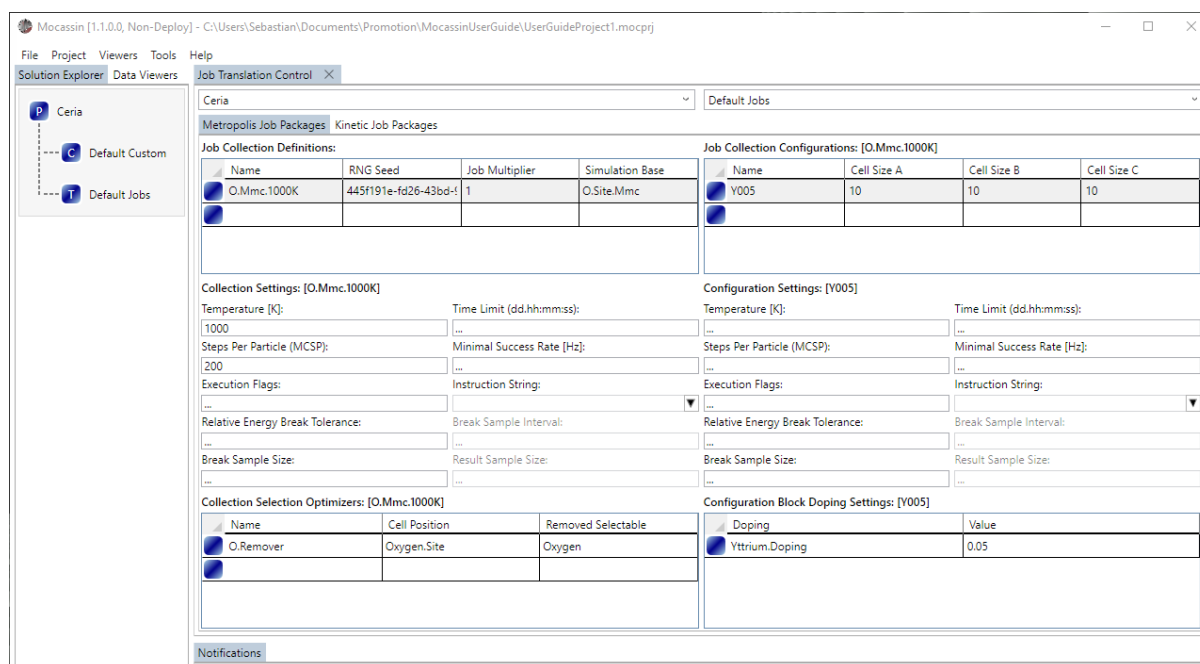 Mocassin [1.1.0.0, Non-Deploy] - C:\Users\Sebastian\Documents\Promotion\MocassinUserGuide\UserGuideProject1.mocprj
File Project Viewers Tools Help
Solution Explorer Data Viewers
Job Translation Control
P Ceria
C Default Custom
T Default Jobs
Ceria
Default Jobs
Metropolis Job Packages Kinetic Job Packages
Job Collection Definitions:
Name RNG Seed Job Multiplier Simulation Base
O.Mmc.1000K 445f191e-fd26-43bd- 1 O.Site.Mmc
Job Collection Configurations: [O.Mmc.1000K]
Name Cell Size A Cell Size B Cell Size C
Y005 10 10 10
Collection Settings: [O.Mmc.1000K]
Temperature [K]: Time Limit (dd.hh:mm:ss):
1000 ...
Steps Per Particle (MCSP): Minimal Success Rate [Hz]:
200 ...
Execution Flags: Instruction String:
...
Relative Energy Break Tolerance: Break Sample Interval:
... ...
Break Sample Size: Result Sample Size:
... ...
Configuration Settings: [Y005]
Temperature [K]: Time Limit (dd.hh:mm:ss):
... ...
Steps Per Particle (MCSP): Minimal Success Rate [Hz]:
... ...
Execution Flags: Instruction String:
...
Relative Energy Break Tolerance: Break Sample Interval:
... ...
Break Sample Size: Result Sample Size:
... ...
Collection Selection Optimizers: [O.Mmc.1000K]
Name Cell Position Removed Selectable
O.Remover Oxygen.Site Oxygen
Configuration Block Doping Settings: [Y005]
Doping Value
Yttrium.Doping 0.05
Notifications